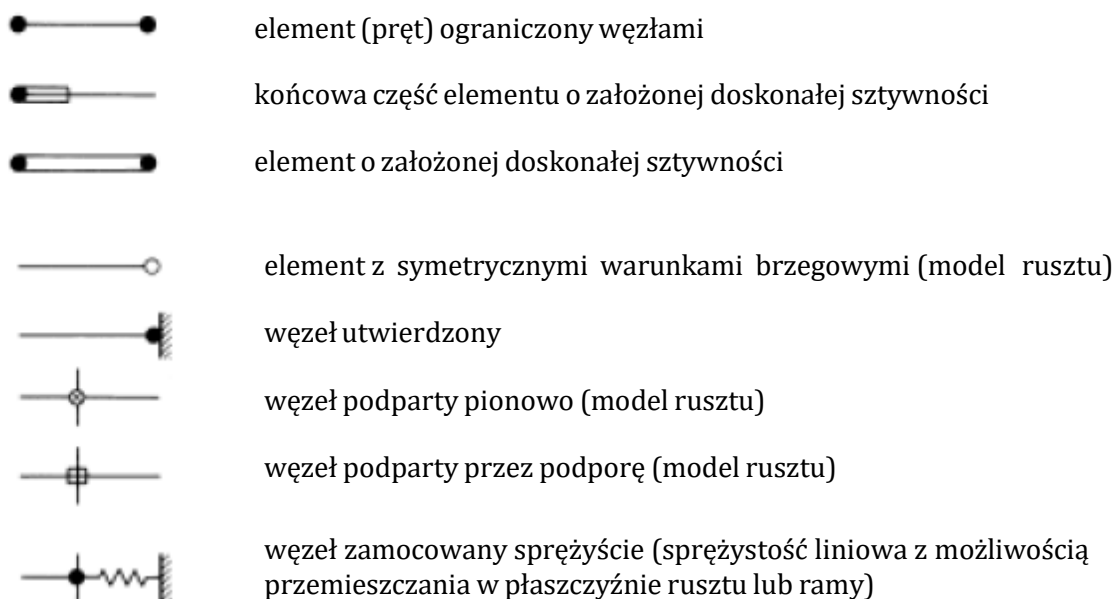 element (pręt) ograniczony węzłami
końcowa część elementu o założonej doskonałej sztywności
element o założonej doskonałej sztywności
element z symetrycznymi warunkami brzegowymi (model rusztu)
węzeł utwierdzony
węzeł podparty pionowo (model rusztu)
węzeł podparty przez podporę (model rusztu)
węzeł zamocowany sprężyście (sprężystość liniowa z możliwością
przemieszczania w płaszczyźnie rusztu lub ramy)